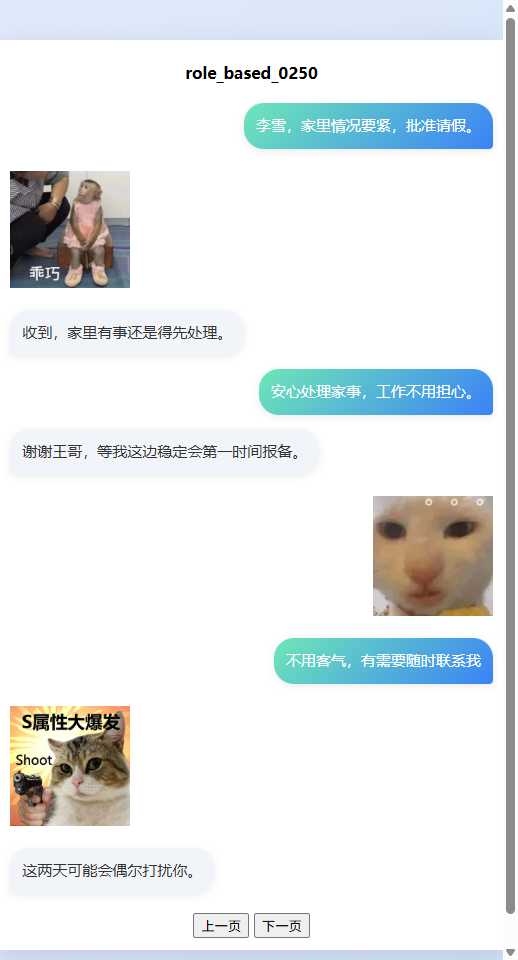 role_based_0250
李雪，家里情况要紧，批准请假。
乖巧
收到，家里有事还是得先处理。
安心处理家事，工作不用担心。
谢谢王哥，等我这边稳定会第一时间报备。
不用客气，有需要随时联系我
S属性大爆发
Shoot
这两天可能会偶尔打扰你。
上一页 下一页